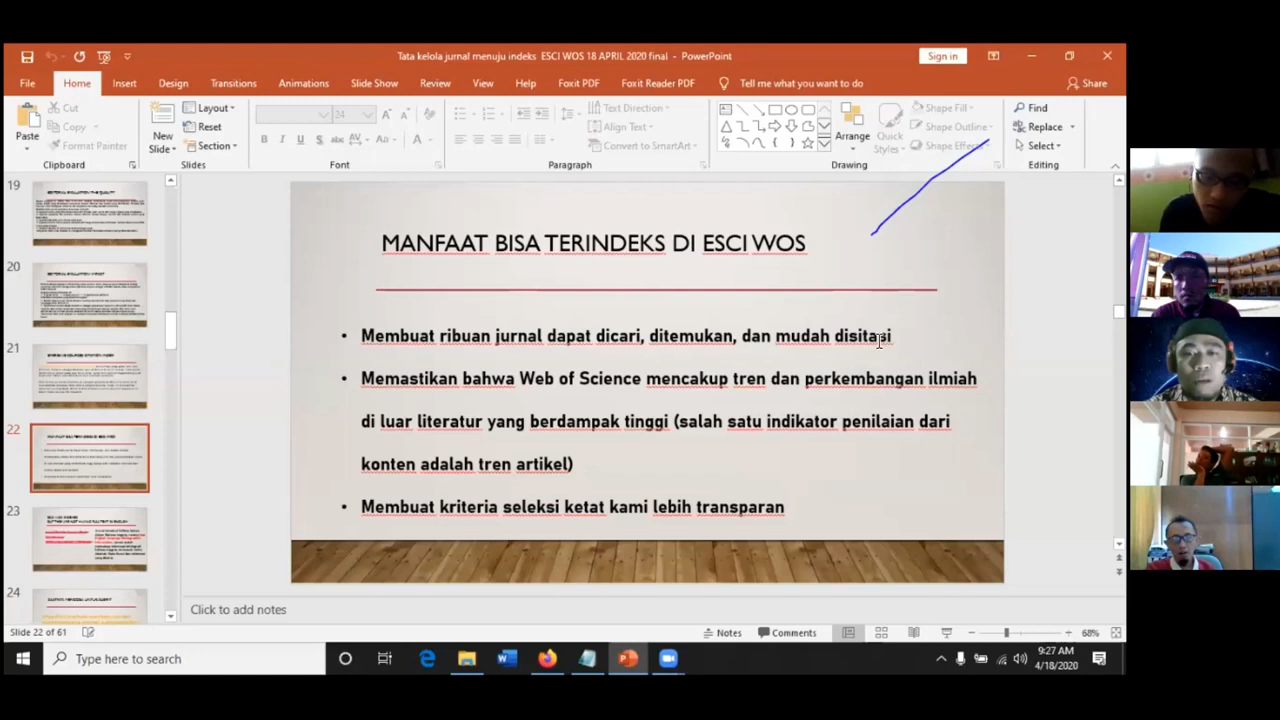 Tata kelola jurnal menuju indeks ESCI WOS 18 APRIL 2020 final - PowerPoint
Sign in
File Home Insert Design Transitions Animations Slide Show Review View Help Foxit PDF Foxit Reader PDF Tell me what you want to do Share
Paste
Cut
Copy
Format Painter
Clipboard
New Slide
Layout
Reset
Section
Slides
24
Font
Text Direction
Align Text
Convert to SmartArt
Paragraph
Arrange
Quick Styles
Shape Fill
Shape Outline
Shape Effects
Drawing
Find
Replace
Select
Editing
19
20
21
22
23
24
MANFAAT BISA TERINDEKS DI ESCI WOS
• Membuat ribuan jurnal dapat dicari, ditemukan, dan mudah disitasi
• Memastikan bahwa Web of Science mencakup tren dan perkembangan ilmiah
di luar literatur yang berdampak tinggi (salah satu indikator penilaian dari
konten adalah tren artikel)
• Membuat kriteria seleksi ketat kami lebih transparan
Click to add notes
Slide 22 of 61
Notes
Comments
68%
Type here to search
9:27 AM
4/18/2020